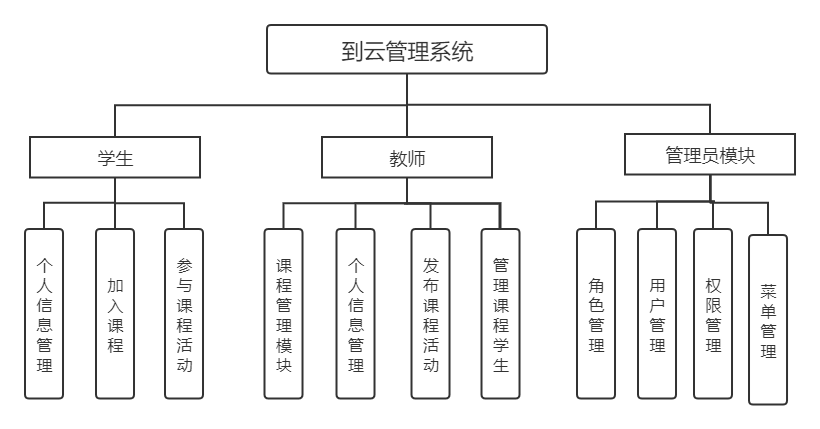 到云管理系统
学生
教师
管理员模块
个人信息管理
加入课程
参与课程活动
课程管理模块
个人信息管理
发布课程活动
管理课程学生
角色管理
用户管理
权限管理
菜单管理